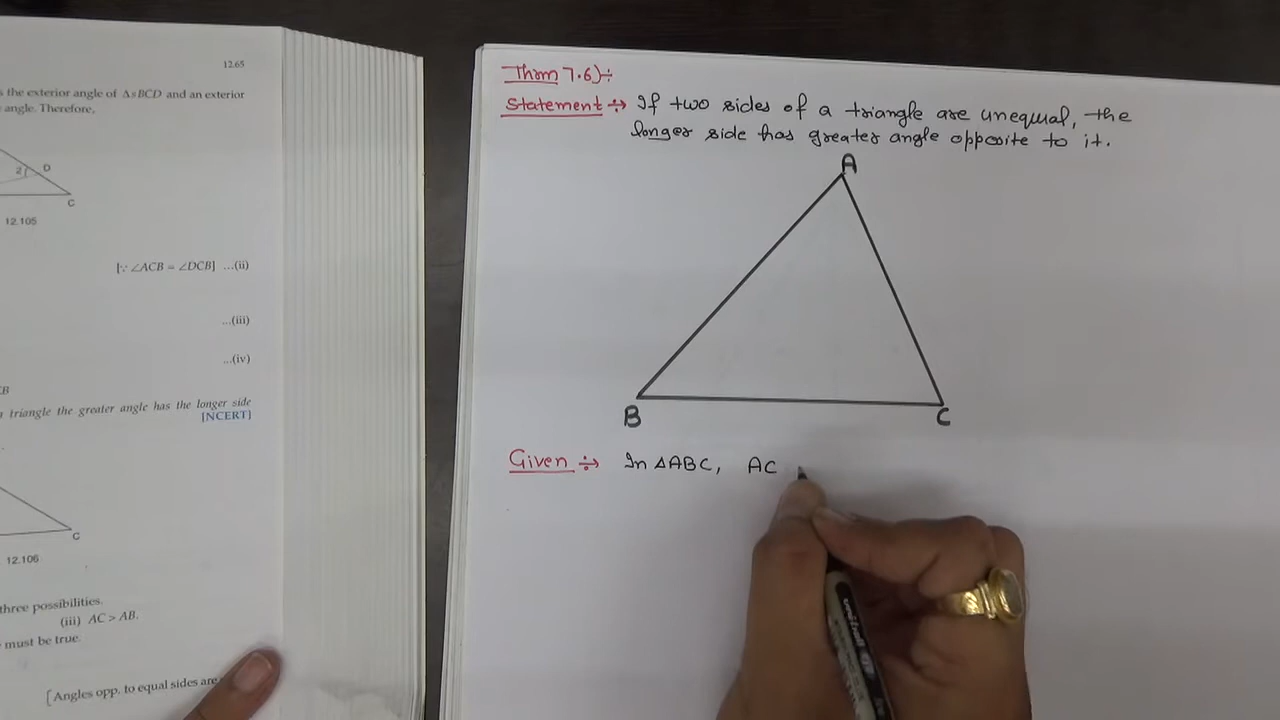 12.65
s the exterior angle of ΔsBCD and an exterior
angle. Therefore,
2
D
C
12.105
[∵ ∠ACB = ∠DCB] ...(ii)
...(iii)
...(iv)
CB
triangle the greater angle has the longer side
[NCERT]
C
12.106
three possibilities.
(iii) AC > AB.
must be true.
[Angles opp. to equal sides are
Thm 7.6)÷
Statement ÷→ If two sides of a triangle are unequal, the
longer side has greater angle opposite to it.
A
B
C
Given ÷→ In ΔABC, AC